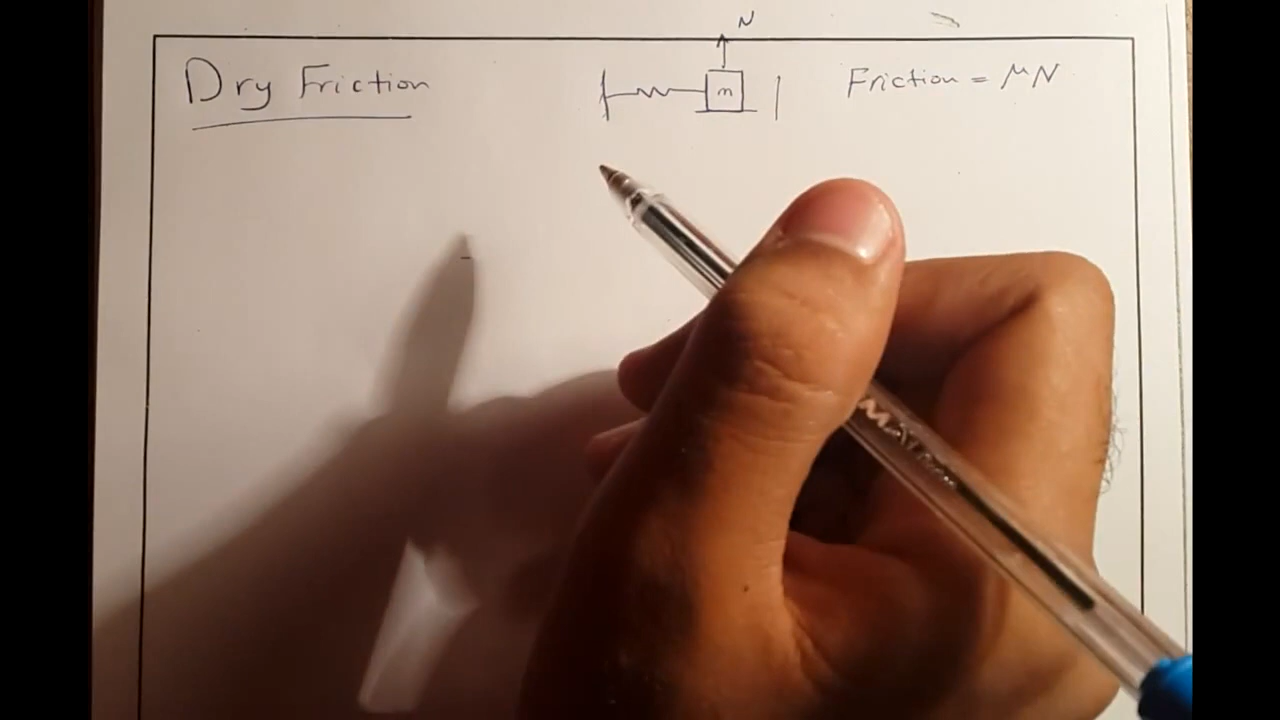 N
Dry Friction
m
Friction = μN